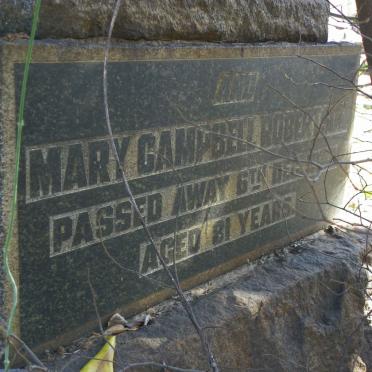 AND
MARY CAMPBELL
PASSED AWAY 6TH
AGED 81 YEARS